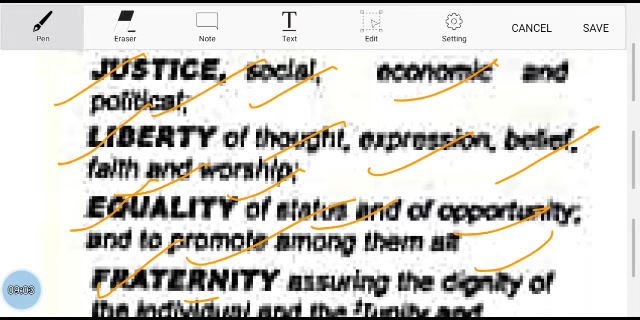 Pen Eraser Note Text Edit Setting CANCEL SAVE
JUSTICE, social, economic and
political;
LIBERTY of thought, expression, belief,
faith and worship;
EQUALITY of status and of opportunity;
and to promote among them all
FRATERNITY assuring the dignity of
the individual and the unity and
09:03